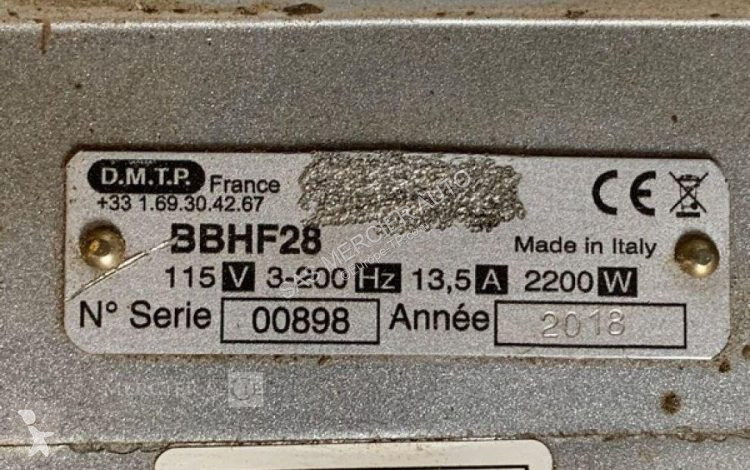 D.M.T.P. France
+33 1.69.30.42.67
BBHF28
Made in Italy
115 V 3-200 Hz 13,5 A 2200 W
N° Serie 00898 Année 2018